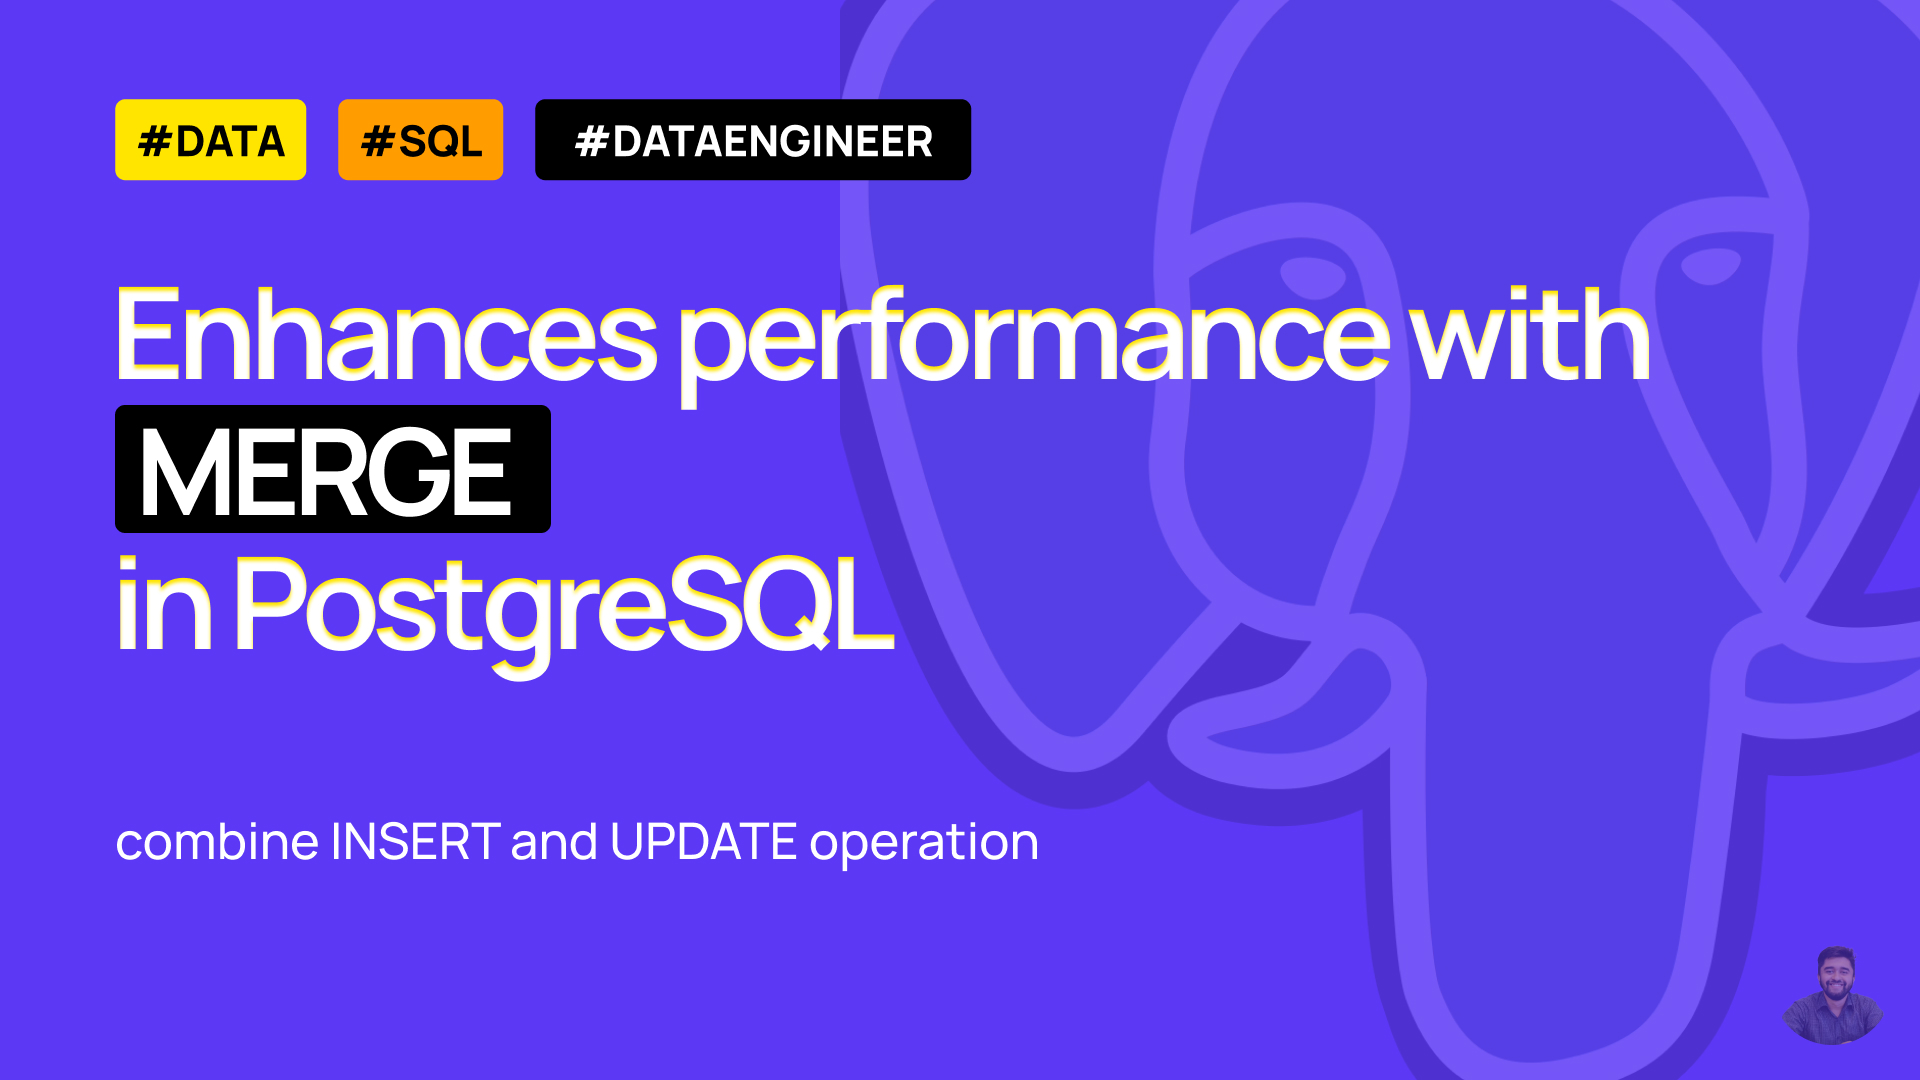 #DATA #SQL #DATAENGINEER
Enhances performance with
MERGE
in PostgreSQL
combine INSERT and UPDATE operation